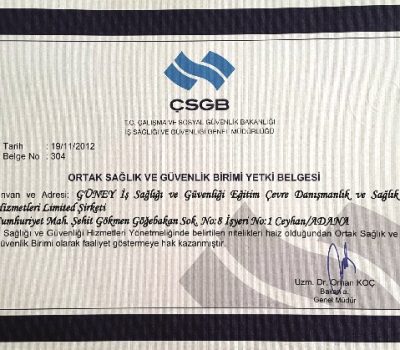 ÇSGB
T.C. ÇALIŞMA VE SOSYAL GÜVENLİK BAKANLIĞI
İŞ SAĞLIĞI VE GÜVENLİĞİ GENEL MÜDÜRLÜĞÜ
Tarih : 19/11/2012
Belge No : 304
ORTAK SAĞLIK VE GÜVENLİK BİRİMİ YETKİ BELGESİ
nvan ve Adresi: GÜNEY İş Sağlığı ve Güvenliği Eğitim Çevre Danışmanlık ve Sağlık
Hizmetleri Limited Şirketi
Cumhuriyet Mah. Şehit Gökmen Göğebakan Sok. No:8 İşyeri No:1 Ceyhan/ADANA
Sağlığı ve Güvenliği Hizmetleri Yönetmeliğinde belirtilen nitelikleri haiz olduğundan Ortak Sağlık ve
üvenlik Birimi olarak faaliyet göstermeye hak kazanmıştır.
Uzm. Dr. Orhan KOÇ
Bakan a.
Genel Müdür